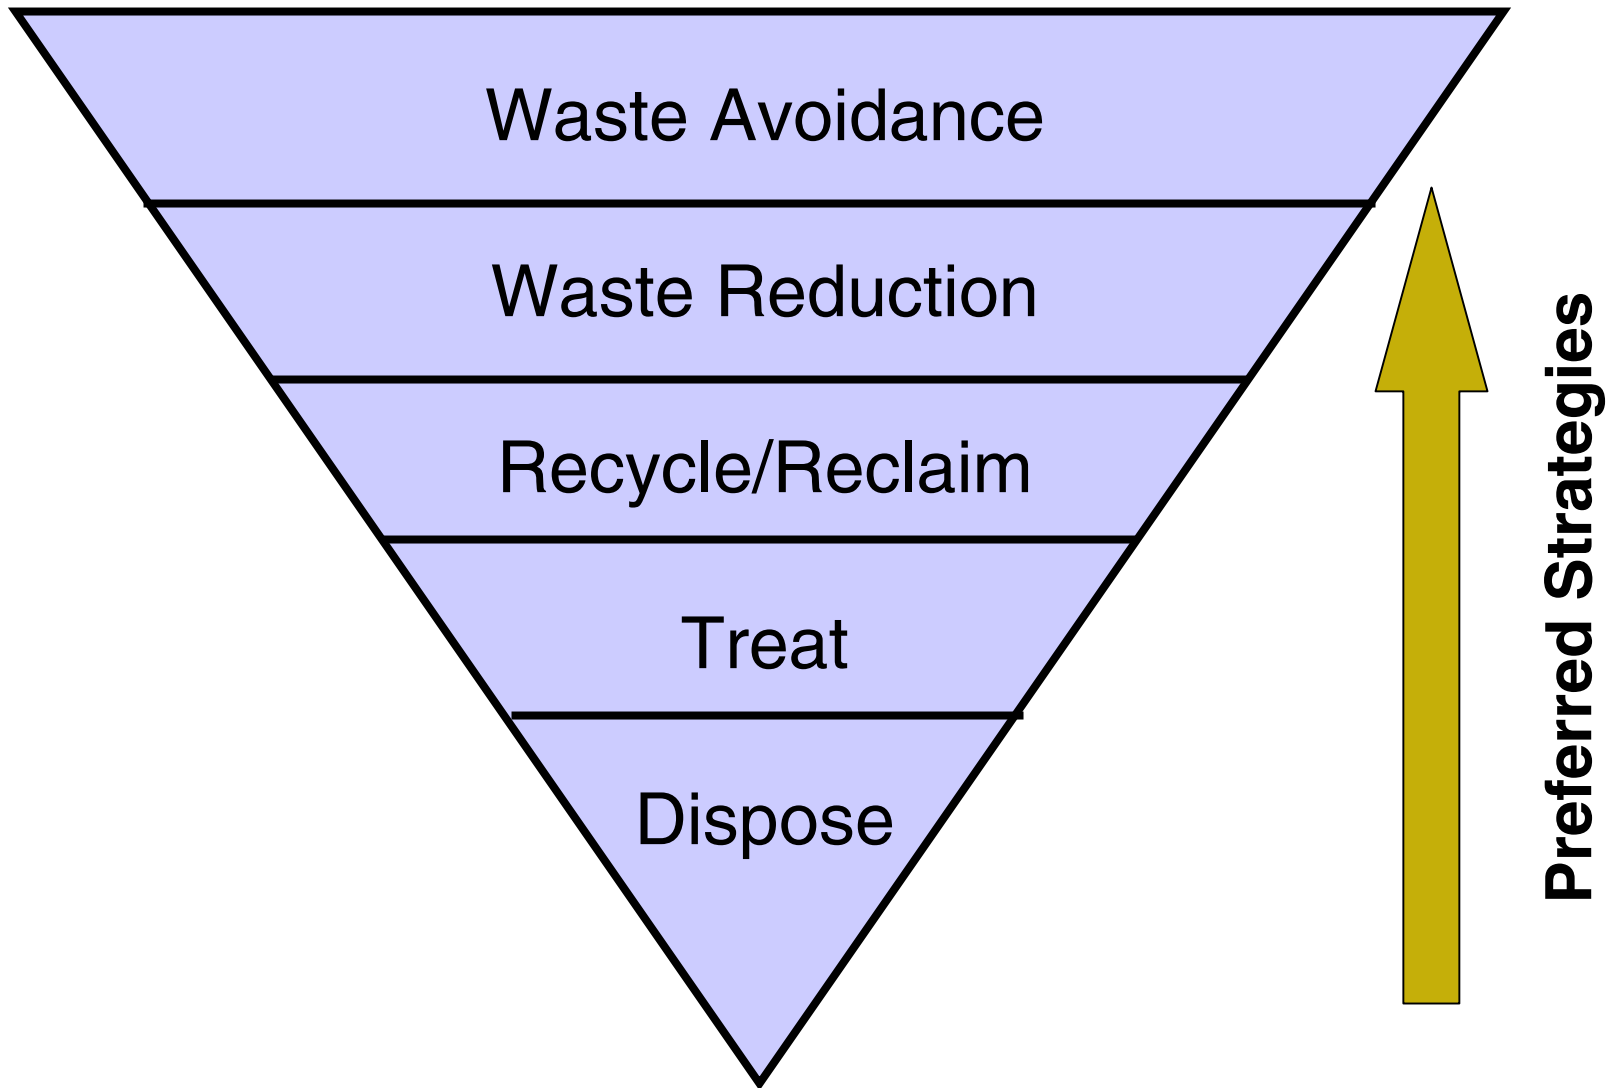 Waste Avoidance
Waste Reduction
Recycle/Reclaim
Treat
Dispose
Preferred Strategies